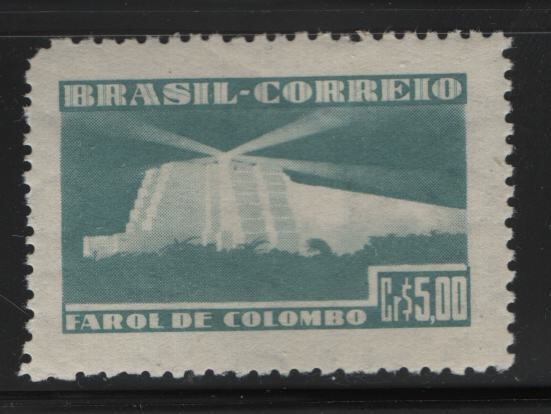 BRASIL-CORREIO
FAROL DE COLOMBO
Cr$5,00